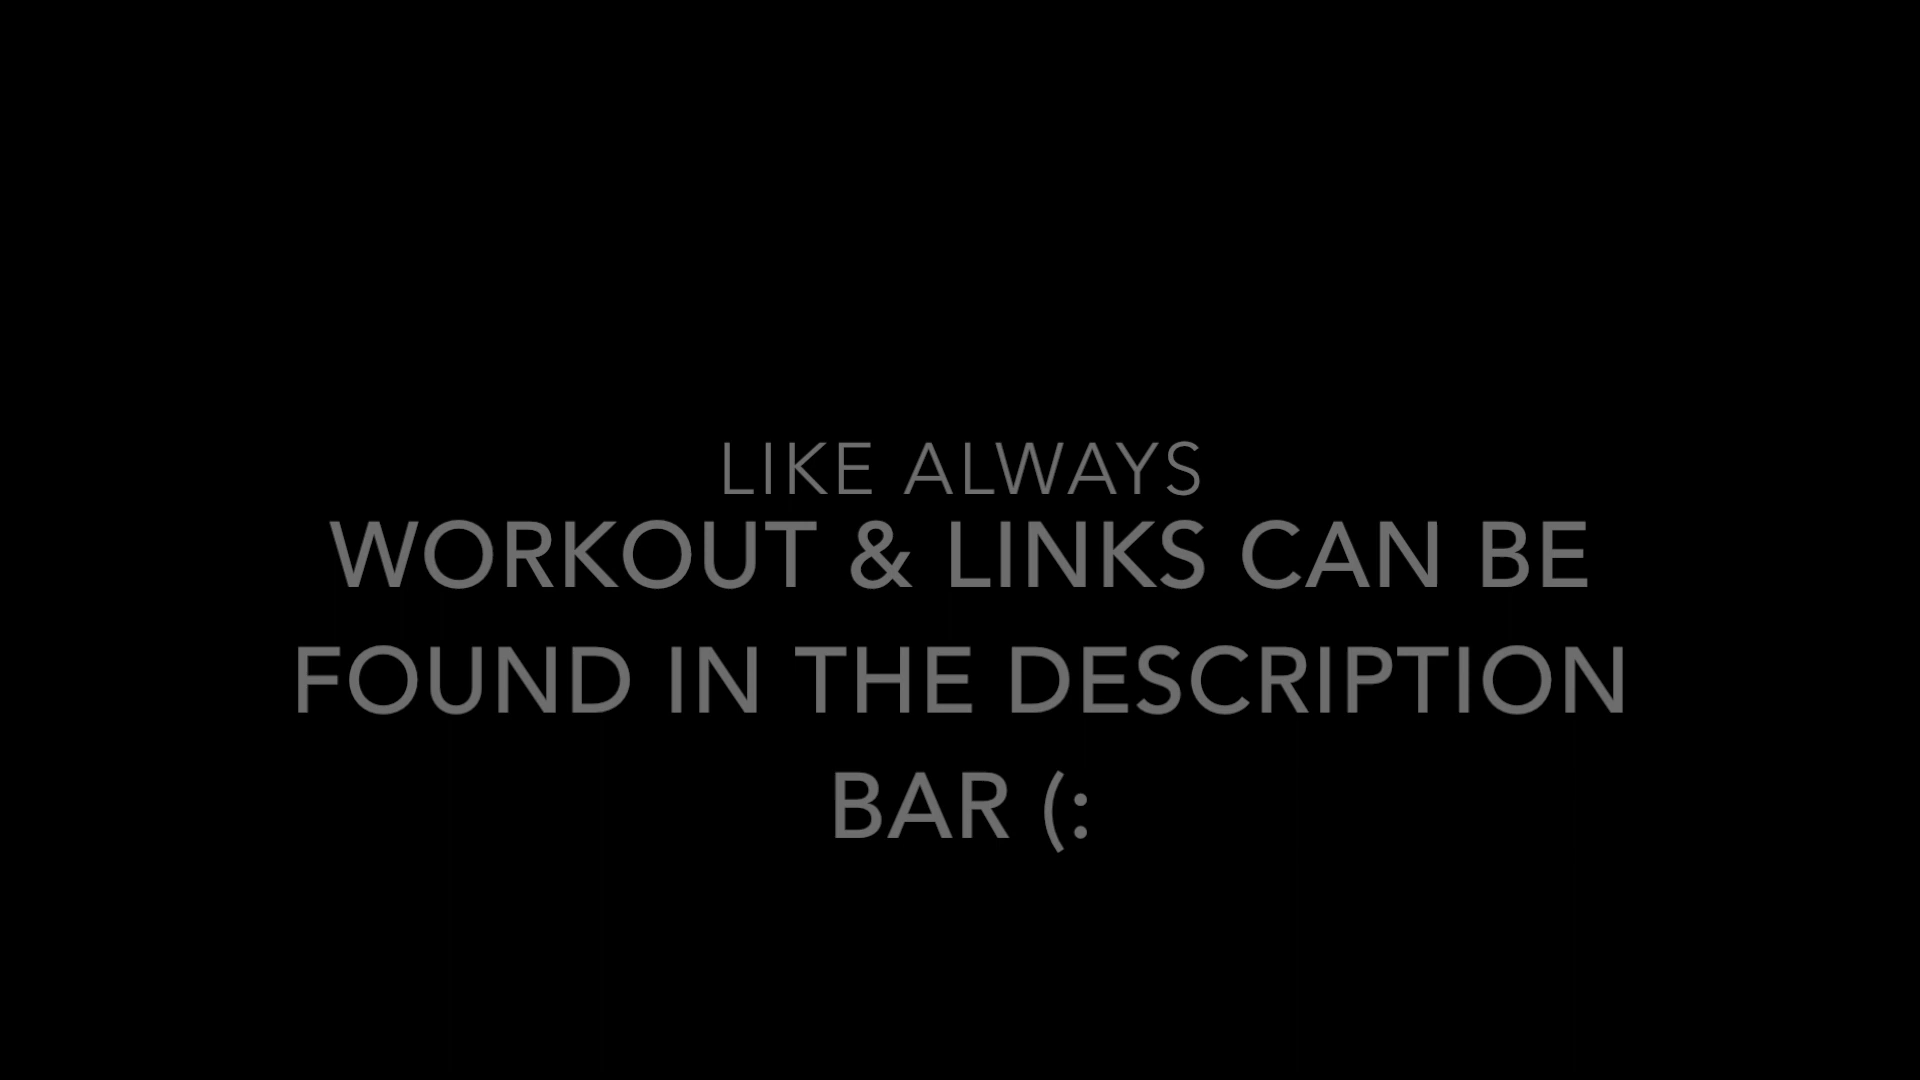 LIKE ALWAYS
WORKOUT & LINKS CAN BE
FOUND IN THE DESCRIPTION
BAR (: